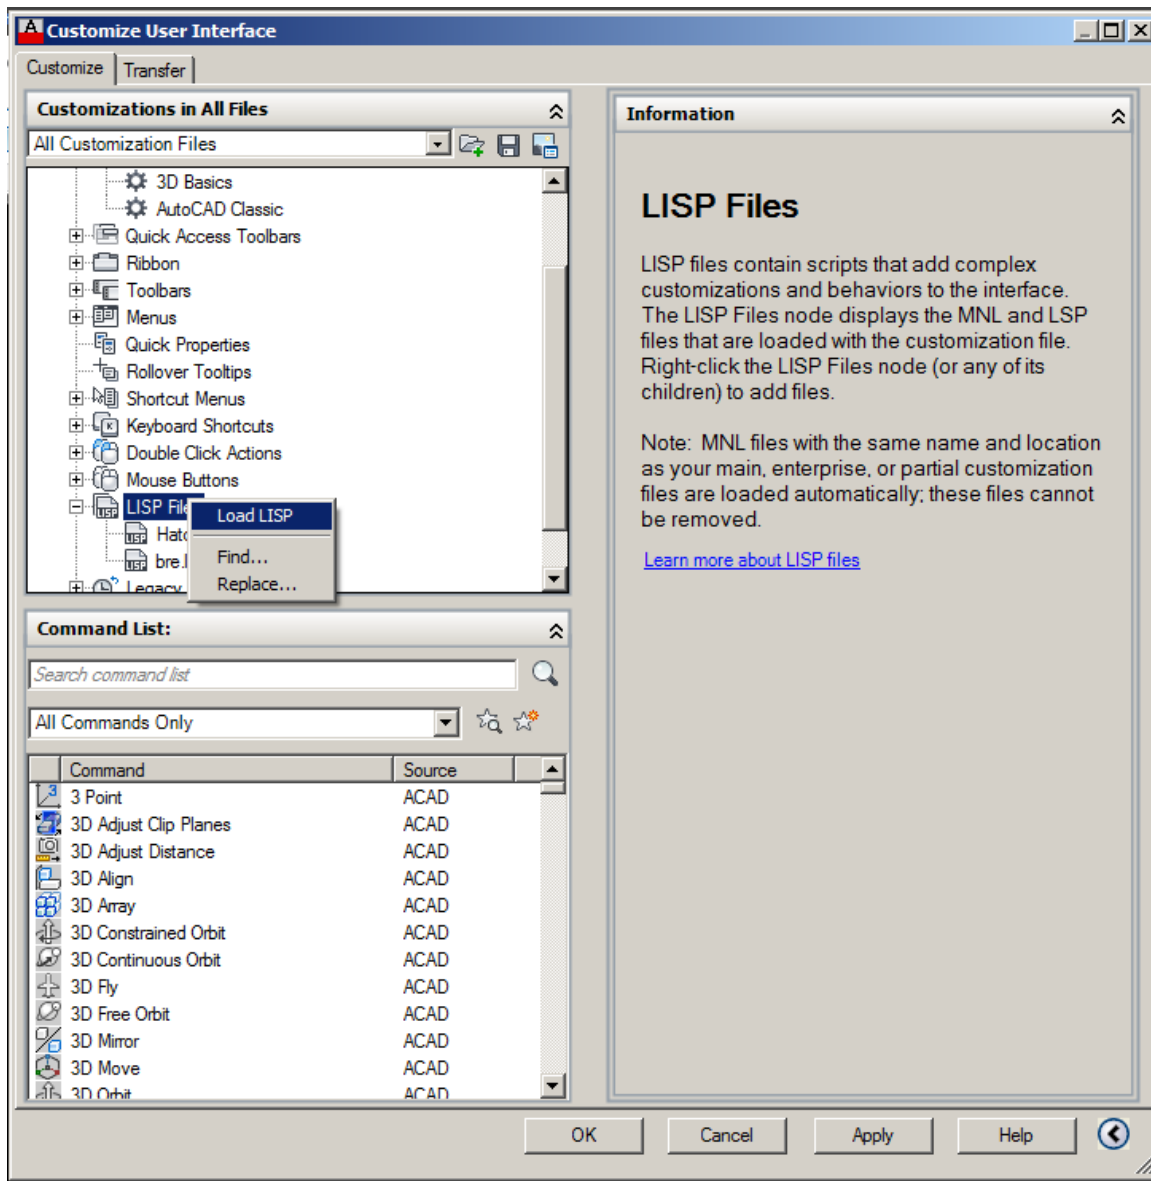 Customize User Interface
Customize
Transfer
Customizations in All Files
All Customization Files
3D Basics
AutoCAD Classic
Quick Access Toolbars
Ribbon
Toolbars
Menus
Quick Properties
Rollover Tooltips
Shortcut Menus
Keyboard Shortcuts
Double Click Actions
Mouse Buttons
LISP
Load LISP
Find...
Replace...
Legacy
Command List:
Search command list
All Commands Only
Command Source
3 Point ACAD
3D Adjust Clip Planes ACAD
3D Adjust Distance ACAD
3D Align ACAD
3D Array ACAD
3D Constrained Orbit ACAD
3D Continuous Orbit ACAD
3D Fly ACAD
3D Free Orbit ACAD
3D Mirror ACAD
3D Move ACAD
3D Orbit ACAD
Information
LISP Files
LISP files contain scripts that add complex
customizations and behaviors to the interface.
The LISP Files node displays the MNL and LSP
files that are loaded with the customization file.
Right-click the LISP Files node (or any of its
children) to add files.
Note: MNL files with the same name and location
as your main, enterprise, or partial customization
files are loaded automatically; these files cannot
be removed.
Learn more about LISP files
OK
Cancel
Apply
Help